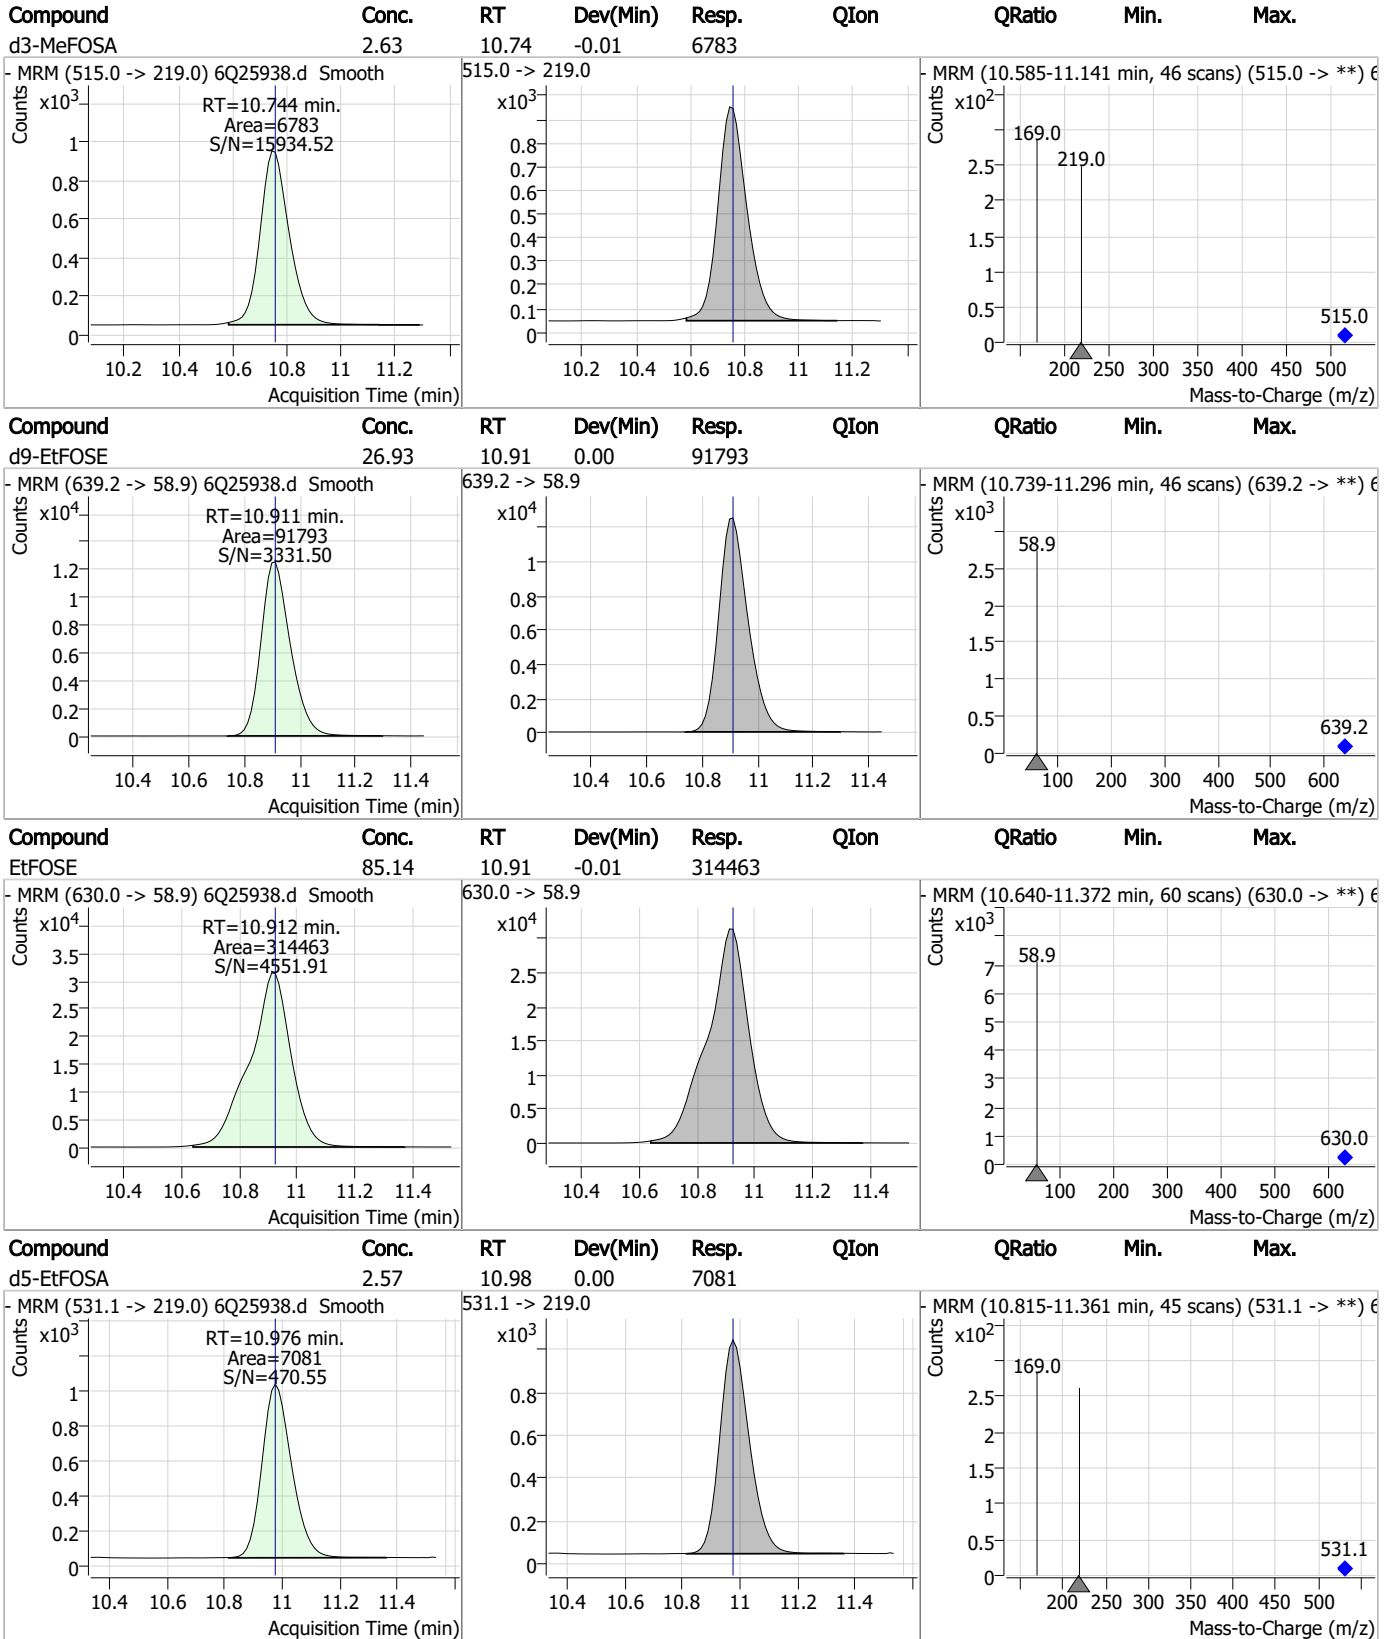 Compound Conc. RT Dev(Min) Resp. QIon QRatio Min. Max.
d3-MeFOSA 2.63 10.74 -0.01 6783
- MRM (515.0 -> 219.0) 6Q25938.d Smooth
RT=10.744 min.
Area=6783
S/N=15934.52
Counts
x10³
1
0.8
0.6
0.4
0.2
0
10.2 10.4 10.6 10.8 11 11.2
Acquisition Time (min)
515.0 -> 219.0
x10³
0.8
0.7
0.6
0.5
0.4
0.3
0.2
0.1
0
10.2 10.4 10.6 10.8 11 11.2
- MRM (10.585-11.141 min, 46 scans) (515.0 -> **) 6
Counts
x10²
169.0
219.0
2.5
2
1.5
1
0.5
0
515.0
200 250 300 350 400 450 500
Mass-to-Charge (m/z)
Compound Conc. RT Dev(Min) Resp. QIon QRatio Min. Max.
d9-EtFOSE 26.93 10.91 0.00 91793
- MRM (639.2 -> 58.9) 6Q25938.d Smooth
RT=10.911 min.
Area=91793
S/N=3331.50
Counts
x10⁴
1.2
1
0.8
0.6
0.4
0.2
0
10.4 10.6 10.8 11 11.2 11.4
Acquisition Time (min)
639.2 -> 58.9
x10⁴
1
0.8
0.6
0.4
0.2
0
10.4 10.6 10.8 11 11.2 11.4
- MRM (10.739-11.296 min, 46 scans) (639.2 -> **) 6
Counts
x10³
58.9
2.5
2
1.5
1
0.5
0
639.2
100 200 300 400 500 600
Mass-to-Charge (m/z)
Compound Conc. RT Dev(Min) Resp. QIon QRatio Min. Max.
EtFOSE 85.14 10.91 -0.01 314463
- MRM (630.0 -> 58.9) 6Q25938.d Smooth
RT=10.912 min.
Area=314463
S/N=4551.91
Counts
x10⁴
3.5
3
2.5
2
1.5
1
0.5
0
10.4 10.6 10.8 11 11.2 11.4
Acquisition Time (min)
630.0 -> 58.9
x10⁴
2.5
2
1.5
1
0.5
0
10.4 10.6 10.8 11 11.2 11.4
- MRM (10.640-11.372 min, 60 scans) (630.0 -> **) 6
Counts
x10³
58.9
7
6
5
4
3
2
1
0
630.0
100 200 300 400 500 600
Mass-to-Charge (m/z)
Compound Conc. RT Dev(Min) Resp. QIon QRatio Min. Max.
d5-EtFOSA 2.57 10.98 0.00 7081
- MRM (531.1 -> 219.0) 6Q25938.d Smooth
RT=10.976 min.
Area=7081
S/N=470.55
Counts
x10³
1
0.8
0.6
0.4
0.2
0
10.4 10.6 10.8 11 11.2 11.4
Acquisition Time (min)
531.1 -> 219.0
x10³
0.8
0.6
0.4
0.2
0
10.4 10.6 10.8 11 11.2 11.4
- MRM (10.815-11.361 min, 45 scans) (531.1 -> **) 6
Counts
x10²
169.0
2.5
2
1.5
1
0.5
0
531.1
200 250 300 350 400 450 500
Mass-to-Charge (m/z)